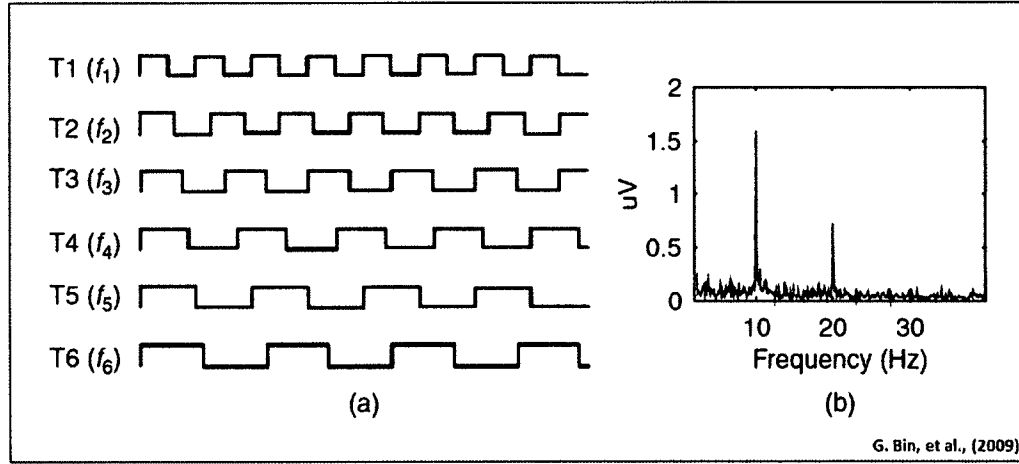 T1 (f₁)
T2 (f₂)
T3 (f₃)
T4 (f₄)
T5 (f₅)
T6 (f₆)
(a)
2
1.5
1
0.5
0
uV
10 20 30
Frequency (Hz)
(b)
G. Bin, et al., (2009)